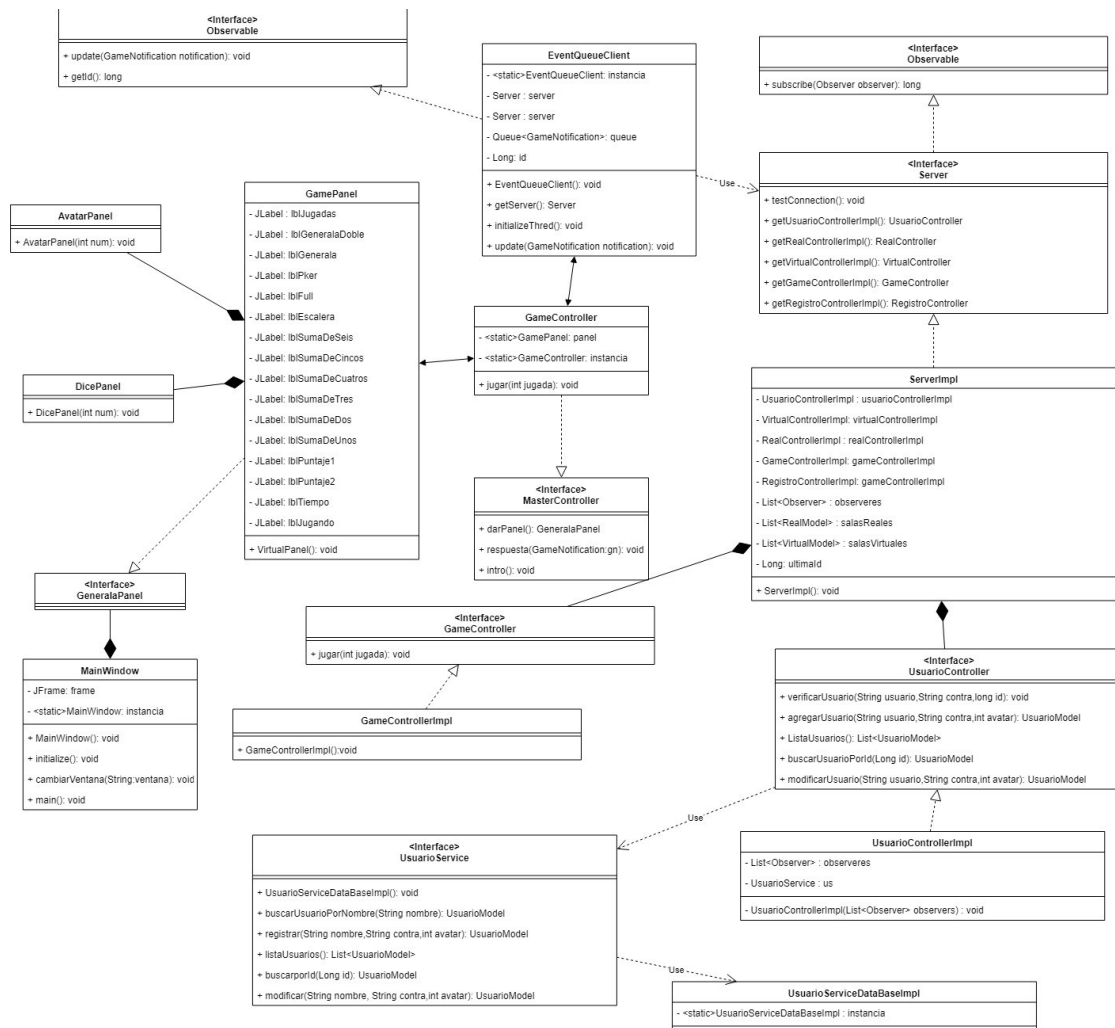 <Interface>
Observable
+ update(GameNotification notification): void
+ getId(): long
EventQueueClient
- <static>EventQueueClient: instancia
- Server : server
- Server : server
- Queue<GameNotification>: queue
- Long: id
+ EventQueueClient(): void
+ getServer(): Server
+ initializeThred(): void
+ update(GameNotification notification): void
<Interface>
Observable
+ subscribe(Observer observer): long
Use
<Interface>
Server
+ testConnection(): void
+ getUsuarioControllerImpl(): UsuarioController
+ getRealControllerImpl(): RealController
+ getVirtualControllerImpl(): VirtualController
+ getGameControllerImpl(): GameController
+ getRegistroControllerImpl(): RegistroController
AvatarPanel
+ AvatarPanel(int num): void
DicePanel
+ DicePanel(int num): void
GamePanel
- JLabel : lblJugadas
- JLabel : lblGeneralaDoble
- JLabel: lblGenerala
- JLabel: lblPker
- JLabel: lblFull
- JLabel: lblEscalera
- JLabel: lblSumaDeSeis
- JLabel: lblSumaDeCincos
- JLabel: lblSumaDeCuatros
- JLabel: lblSumaDeTres
- JLabel: lblSumaDeDos
- JLabel: lblSumaDeUnos
- JLabel: lblPuntaje1
- JLabel: lblPuntaje2
- JLabel: lblTiempo
- JLabel: lblJugando
+ VirtualPanel(): void
GameController
- <static>GamePanel: panel
- <static>GameController: instancia
+ jugar(int jugada): void
<Interface>
MasterController
+ darPanel(): GeneralaPanel
+ respuesta(GameNotification:gn): void
+ intro(): void
ServerImpl
- UsuarioControllerImpl : usuarioControllerImpl
- VirtualControllerImpl: virtualControllerImpl
- RealControllerImpl : realControllerImpl
- GameControllerImpl: gameControllerImpl
- RegistroControllerImpl: gameControllerImpl
- List<Observer> : observeres
- List<RealModel> : salasReales
- List<VirtualModel> : salasVirtuales
- Long: ultimaId
+ ServerImpl(): void
<Interface>
GeneralaPanel
MainWindow
- JFrame: frame
- <static>MainWindow: instancia
+ MainWindow(): void
+ initialize(): void
+ cambiarVentana(String:ventana): void
+ main(): void
<Interface>
GameController
+ jugar(int jugada): void
GameControllerImpl
+ GameControllerImpl():void
<Interface>
UsuarioController
+ verificarUsuario(String usuario,String contra,long id): void
+ agregarUsuario(String usuario,String contra,int avatar): UsuarioModel
+ ListaUsuarios(): List<UsuarioModel>
+ buscarUsuarioPorId(Long id): UsuarioModel
+ modificarUsuario(String usuario,String contra,int avatar): UsuarioModel
Use
UsuarioControllerImpl
- List<Observer> : observeres
- UsuarioService : us
- UsuarioControllerImpl(List<Observer> observers) : void
<Interface>
UsuarioService
+ UsuarioServiceDataBaseImpl(): void
+ buscarUsuarioPorNombre(String nombre): UsuarioModel
+ registrar(String nombre,String contra,int avatar): UsuarioModel
+ listaUsuarios(): List<UsuarioModel>
+ buscarporId(Long id): UsuarioModel
+ modificar(String nombre, String contra,int avatar): UsuarioModel
Use
UsuarioServiceDataBaseImpl
- <static>UsuarioServiceDataBaseImpl : instancia